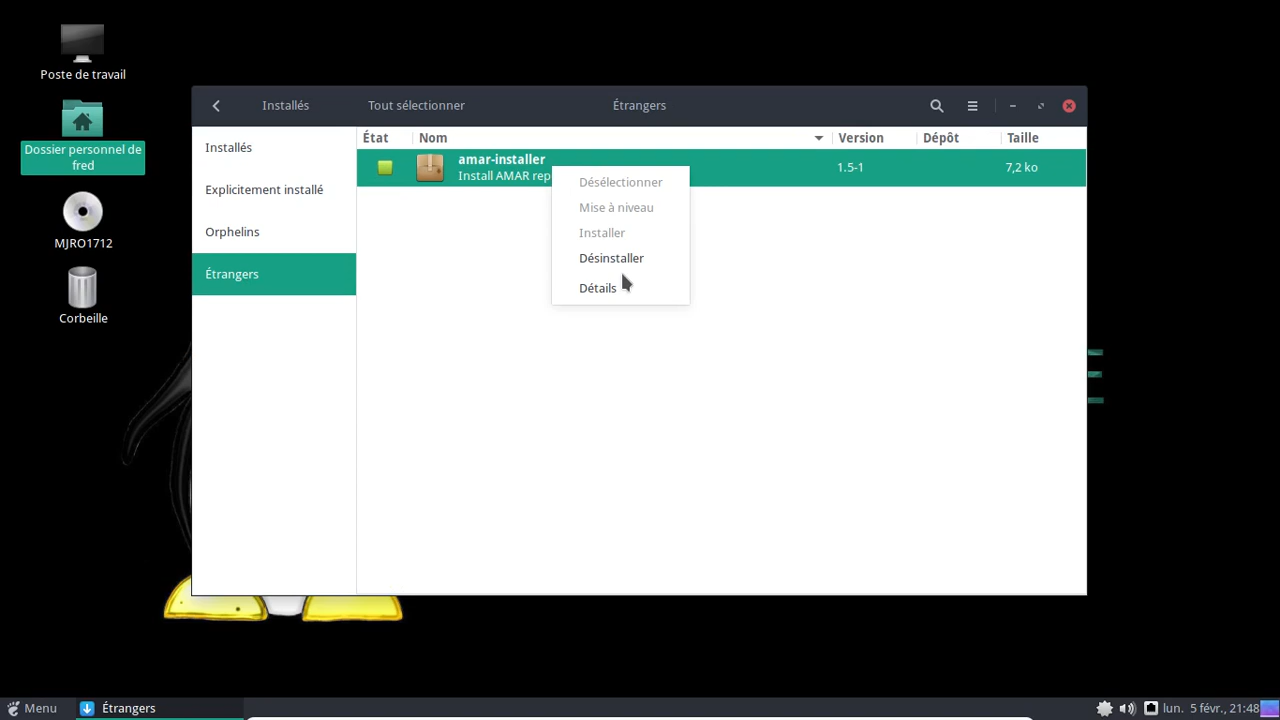 Poste de travail
Dossier personnel de
fred
MJRO1712
Corbeille
Installés
Tout sélectionner
Étrangers
Installés
Explicitement installé
Orphelins
Étrangers
État Nom Version Dépôt Taille
amar-installer
Install AMAR rep
1.5-1
7,2 ko
Désélectionner
Mise à niveau
Installer
Désinstaller
Détails
Menu
Étrangers
lun. 5 févr., 21:48